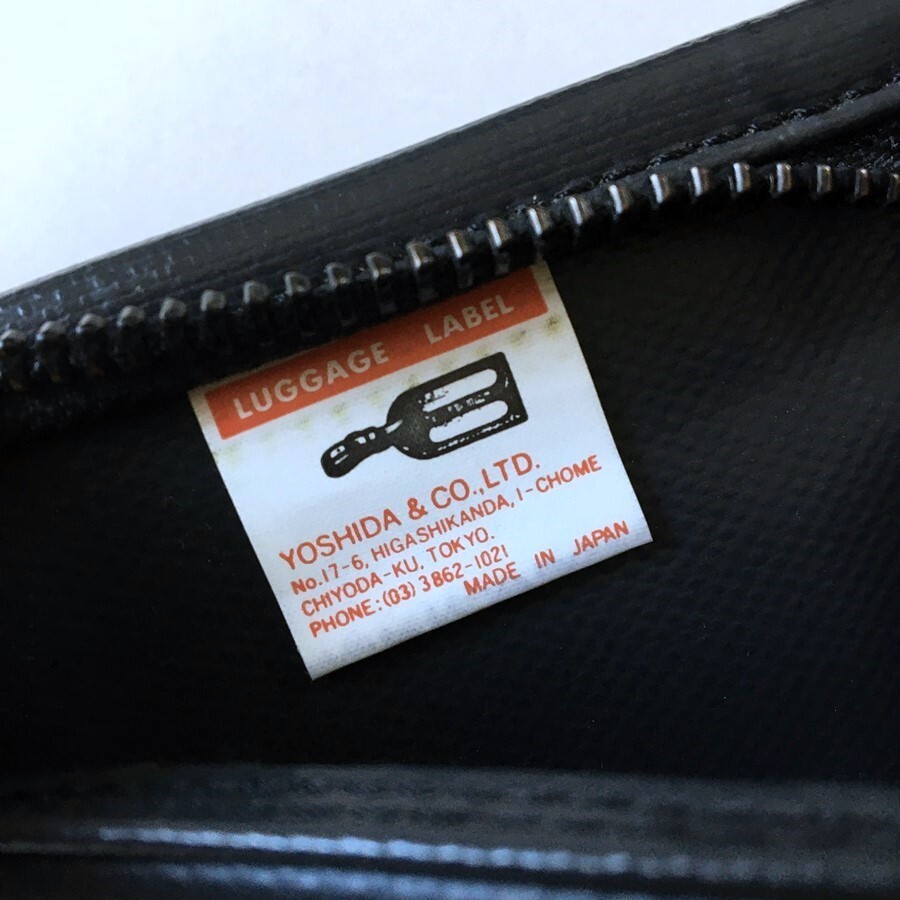 LUGGAGE LABEL
YOSHIDA & CO.,LTD.
No.17-6, HIGASHIKANDA, 1-CHOME
CHIYODA-KU, TOKYO.
PHONE:(03)3862-1021
MADE IN JAPAN